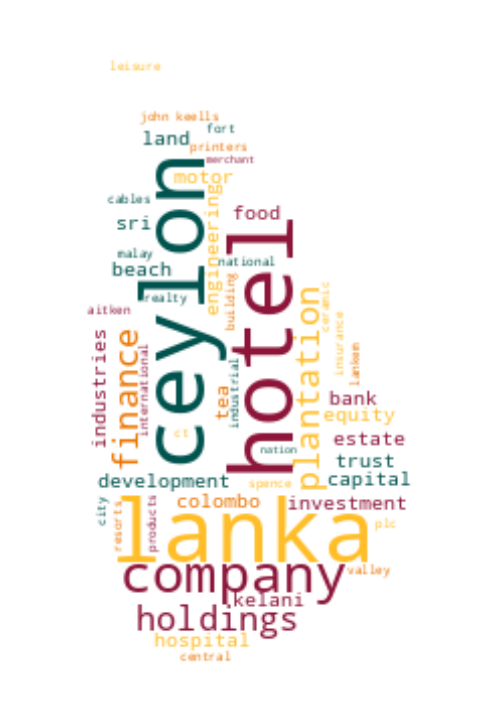 leisure
john keells
fort
land
printers
merchant
motor
cables
ceylon
engineering
food
sri
hotel
malay
national
beach
realty
building
ceramic
aitken
plantation
insurance
industries
international
finance
tea
industrial
lankem
bank
equity
ct
estate
nation
trust
development
spence
capital
city
resorts
products
colombo
investment
lanka
plc
company
valley
kelani
holdings
hospital
central